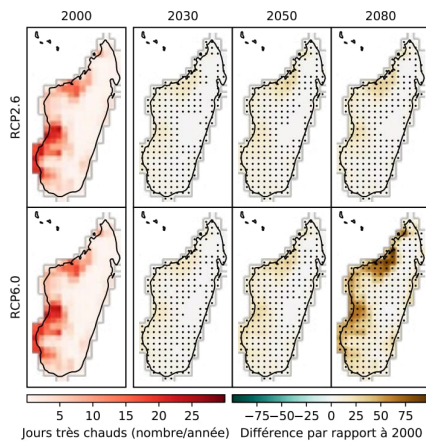 2000 2030 2050 2080
RCP2.6
RCP6.0
5 10 15 20 25 −75−50−25 0 25 50 75
Jours très chauds (nombre/année) Différence par rapport à 2000